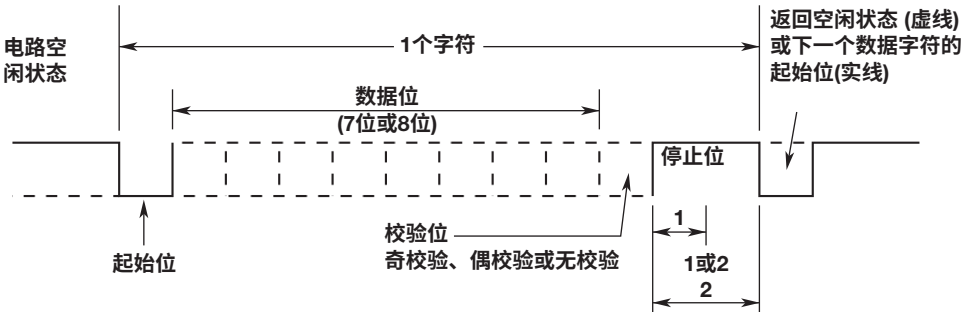 电路空
闲状态
1个字符
返回空闲状态 (虚线)
或下一个数据字符的
起始位(实线)
数据位
(7位或8位)
停止位
起始位
校验位
奇校验、偶校验或无校验
1
1或2
2